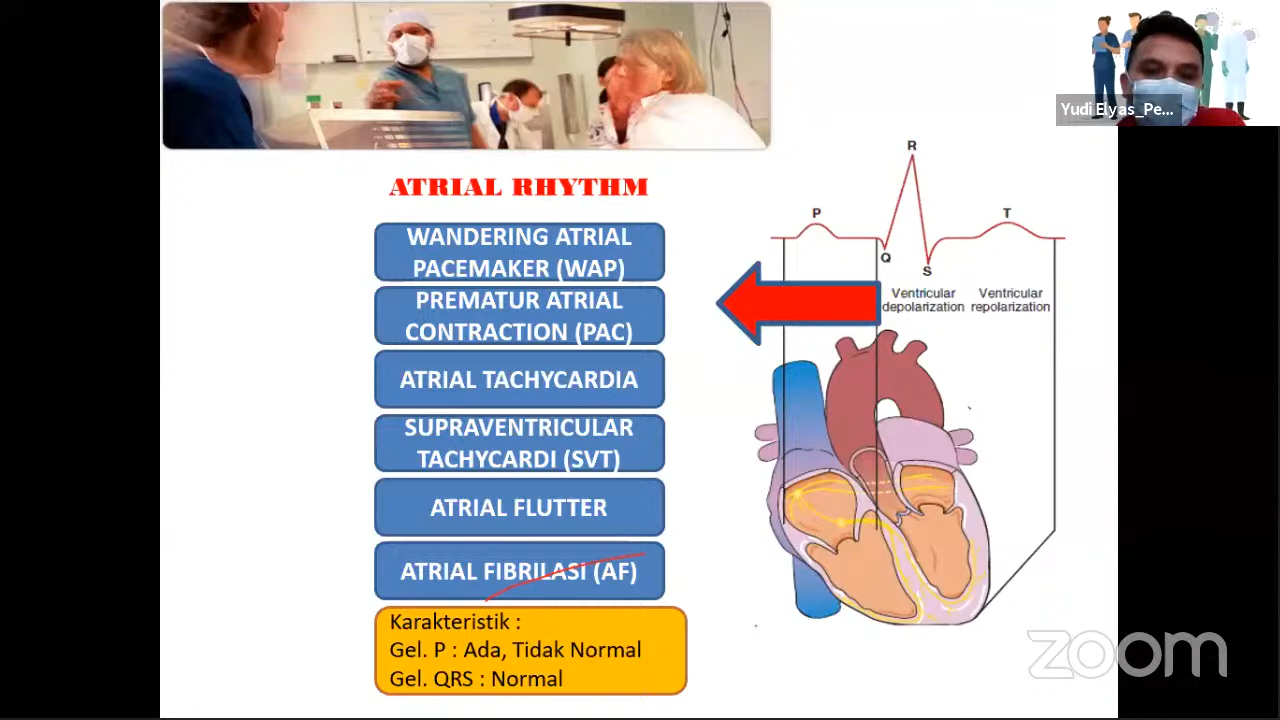 Yudi Elyas_Pe...
ATRIAL RHYTHM
WANDERING ATRIAL
PACEMAKER (WAP)
PREMATUR ATRIAL
CONTRACTION (PAC)
ATRIAL TACHYCARDIA
SUPRAVENTRICULAR
TACHYCARDI (SVT)
ATRIAL FLUTTER
ATRIAL FIBRILASI (AF)
Karakteristik :
Gel. P : Ada, Tidak Normal
Gel. QRS : Normal
R
P
T
Q
S
Ventricular
depolarization
Ventricular
repolarization
zoom